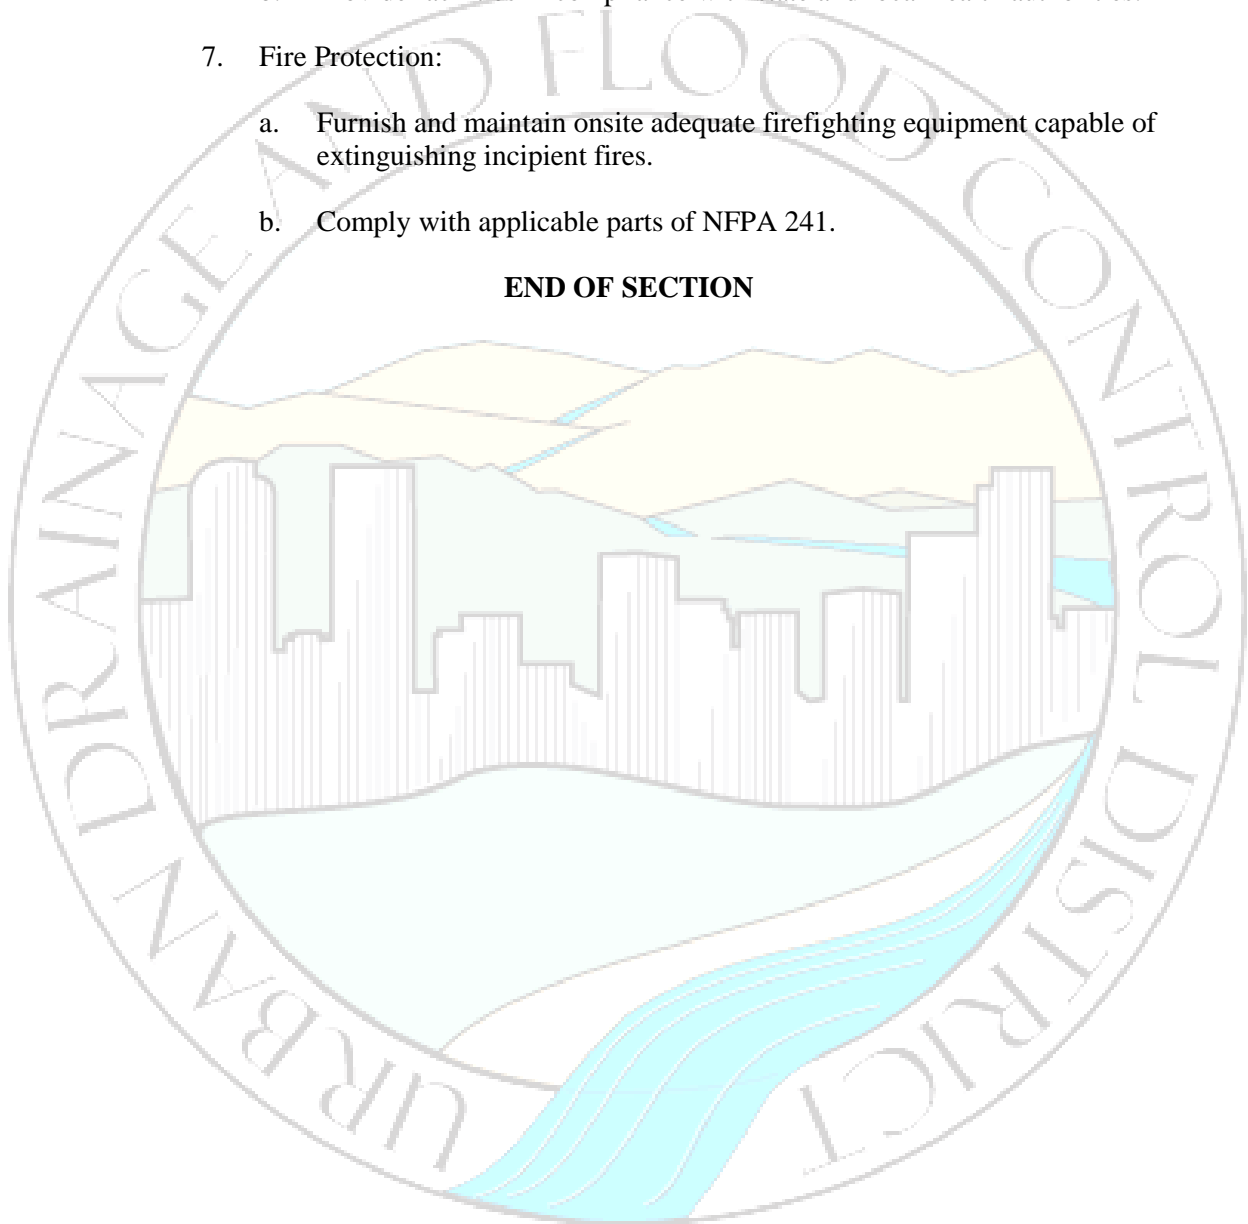 7. Fire Protection:
a. Furnish and maintain onsite adequate firefighting equipment capable of
extinguishing incipient fires.
b. Comply with applicable parts of NFPA 241.
END OF SECTION
URBAN DRAINAGE AND FLOOD CONTROL DISTRICT